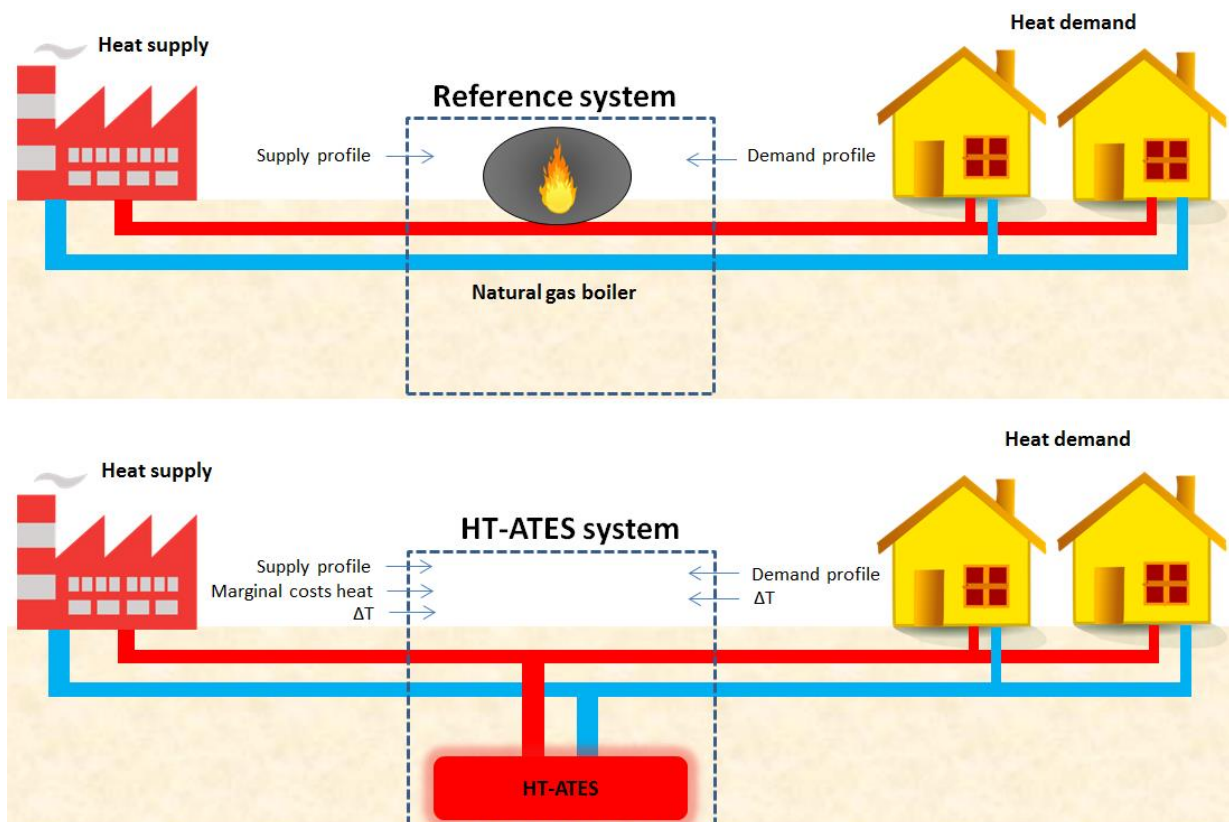 Heat supply
Heat demand
Reference system
Supply profile
Demand profile
Natural gas boiler
Heat supply
Heat demand
HT-ATES system
Supply profile
Demand profile
Marginal costs heat
ΔT
ΔT
HT-ATES